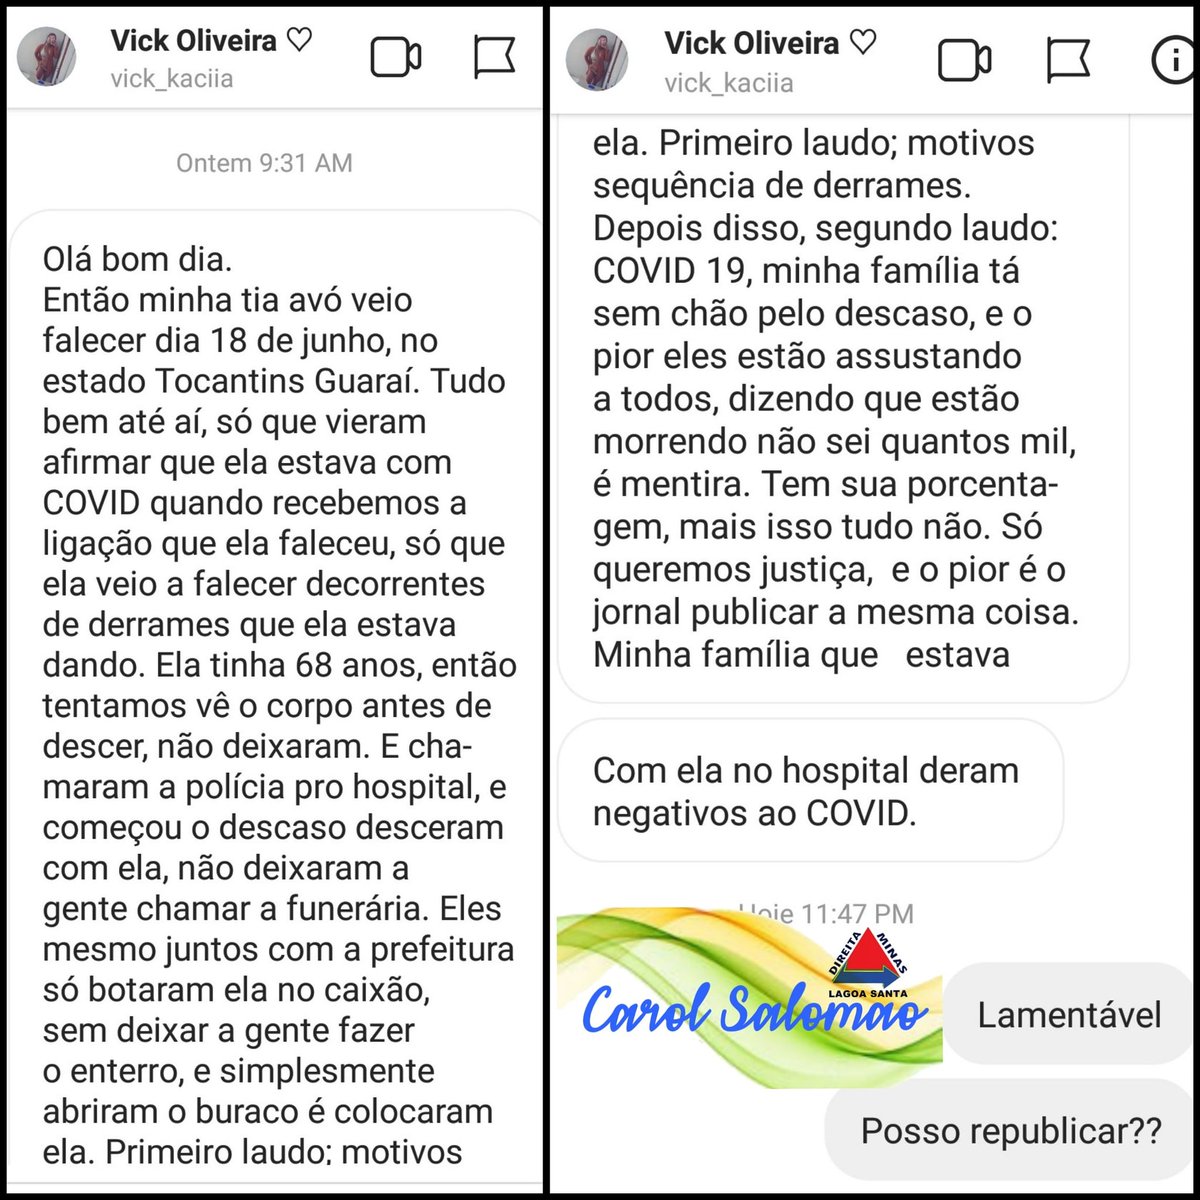 Vick Oliveira ♡
vick_kaciia
Ontem 9:31 AM
Olá bom dia.
Então minha tia avó veio
falecer dia 18 de junho, no
estado Tocantins Guaraí. Tudo
bem até aí, só que vieram
afirmar que ela estava com
COVID quando recebemos a
ligação que ela faleceu, só que
ela veio a falecer decorrentes
de derrames que ela estava
dando. Ela tinha 68 anos, então
tentamos vê o corpo antes de
descer, não deixaram. E cha-
maram a polícia pro hospital, e
começou o descaso desceram
com ela, não deixaram a
gente chamar a funerária. Eles
mesmo juntos com a prefeitura
só botaram ela no caixão,
sem deixar a gente fazer
o enterro, e simplesmente
abriram o buraco é colocaram
ela. Primeiro laudo; motivos
Vick Oliveira ♡
vick_kaciia
ela. Primeiro laudo; motivos
sequência de derrames.
Depois disso, segundo laudo:
COVID 19, minha família tá
sem chão pelo descaso, e o
pior eles estão assustando
a todos, dizendo que estão
morrendo não sei quantos mil,
é mentira. Tem sua porcenta-
gem, mais isso tudo não. Só
queremos justiça, e o pior é o
jornal publicar a mesma coisa.
Minha família que estava
Com ela no hospital deram
negativos ao COVID.
Hoje 11:47 PM
DIREITA MINAS
LAGOA SANTA
Carol Salomão
Lamentável
Posso republicar??